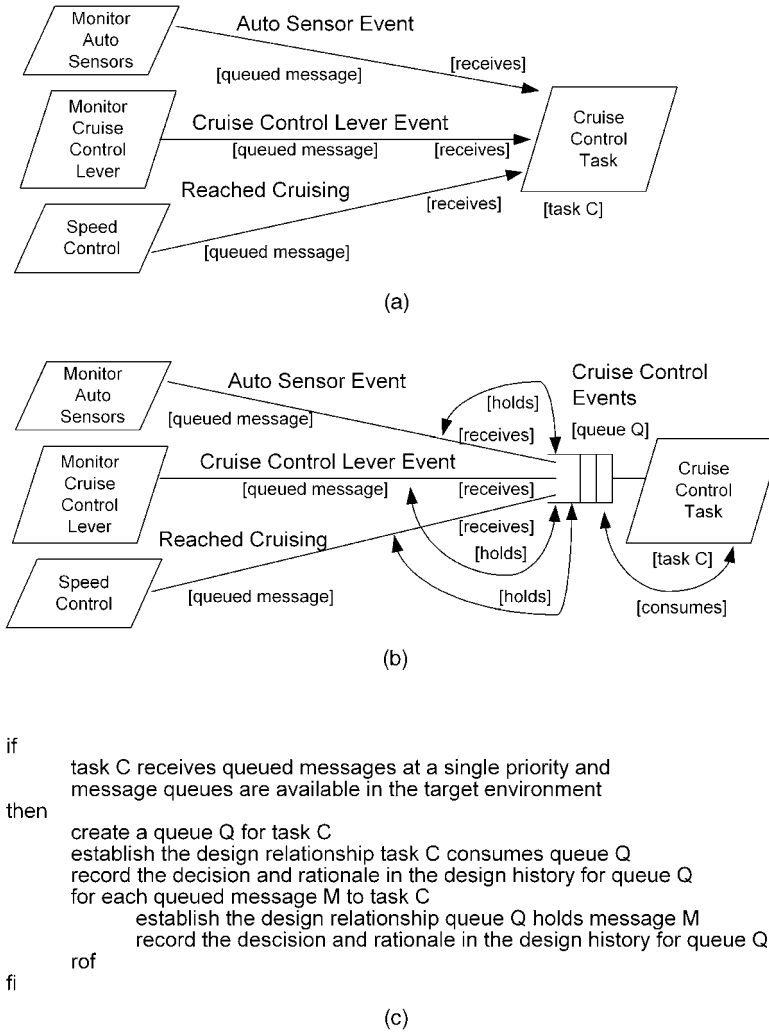 Monitor
Auto
Sensors
Auto Sensor Event
[queued message]
[receives]
Monitor
Cruise
Control
Lever
Cruise Control Lever Event
[queued message]
[receives]
Cruise
Control
Task
[task C]
Speed
Control
Reached Cruising
[queued message]
[receives]
(a)
Monitor
Auto
Sensors
Auto Sensor Event
[queued message]
[holds]
[receives]
Cruise Control
Events
[queue Q]
Monitor
Cruise
Control
Lever
Cruise Control Lever Event
[queued message]
[receives]
Cruise
Control
Task
[task C]
Speed
Control
Reached Cruising
[queued message]
[receives]
[holds]
[holds]
[consumes]
(b)
if
task C receives queued messages at a single priority and
message queues are available in the target environment
then
create a queue Q for task C
establish the design relationship task C consumes queue Q
record the decision and rationale in the design history for queue Q
for each queued message M to task C
establish the design relationship queue Q holds message M
record the descision and rationale in the design history for queue Q
rof
fi
(c)